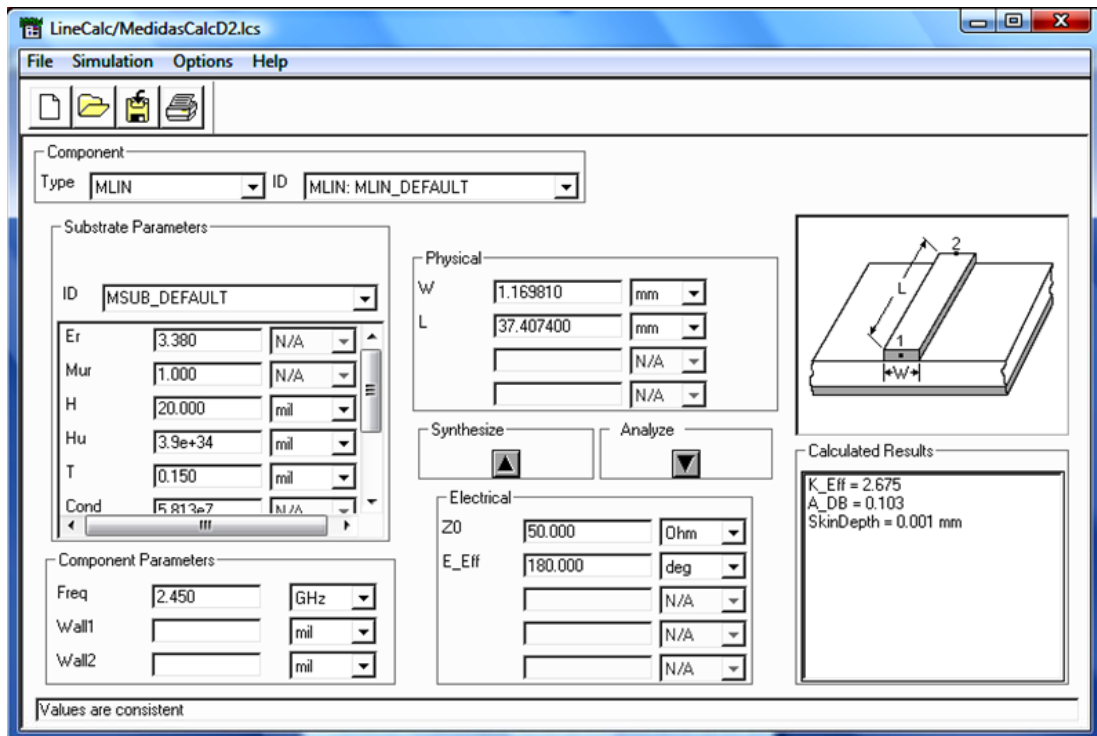 LineCalc/MedidasCalcD2.lcs
File Simulation Options Help
Component
Type MLIN ID MLIN: MLIN_DEFAULT
Substrate Parameters
ID MSUB_DEFAULT
Er 3.380 N/A
Mur 1.000 N/A
H 20.000 mil
Hu 3.9e+34 mil
T 0.150 mil
Cond 5.813e7 N/A
Component Parameters
Freq 2.450 GHz
Wall1 mil
Wall2 mil
Physical
W 1.169810 mm
L 37.407400 mm
N/A
N/A
Synthesize Analyze
Electrical
Z0 50.000 Ohm
E_Eff 180.000 deg
N/A
N/A
N/A
2
L
1
W
Calculated Results
K_Eff = 2.675
A_DB = 0.103
SkinDepth = 0.001 mm
Values are consistent